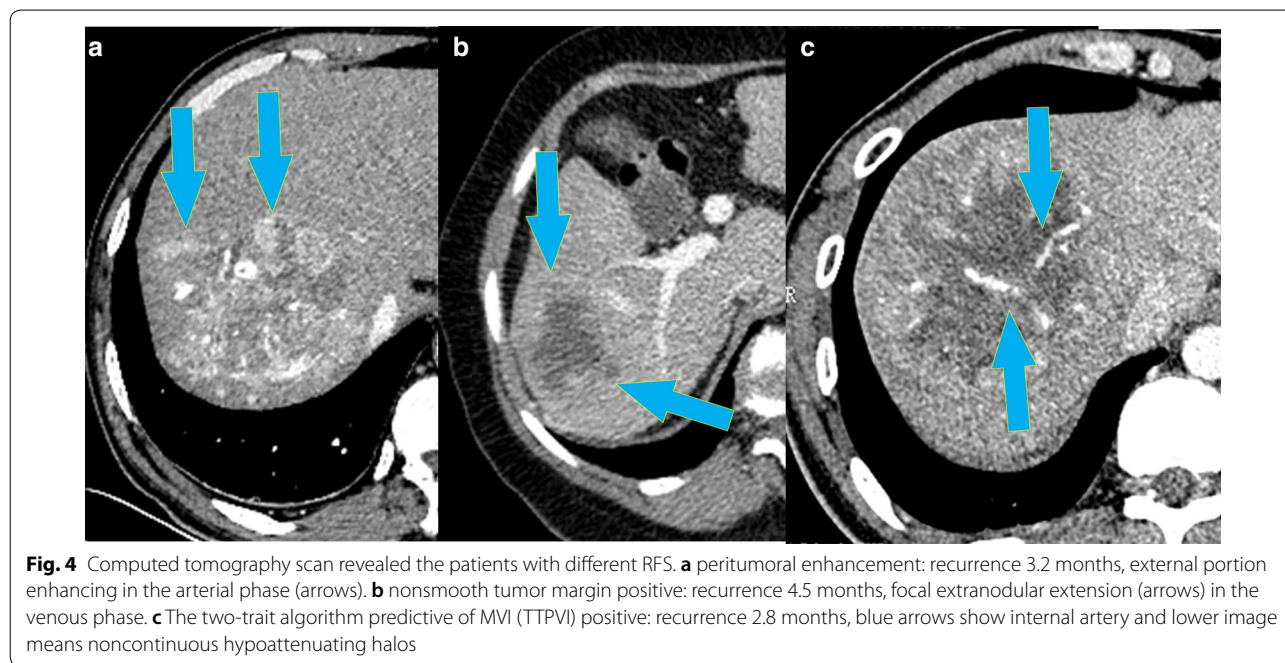 a
b
c
R
Fig. 4 Computed tomography scan revealed the patients with different RFS. a peritumoral enhancement: recurrence 3.2 months, external portion
enhancing in the arterial phase (arrows). b nonsmooth tumor margin positive: recurrence 4.5 months, focal extranodular extension (arrows) in the
venous phase. c The two-trait algorithm predictive of MVI (TTPVI) positive: recurrence 2.8 months, blue arrows show internal artery and lower image
means noncontinuous hypoattenuating halos